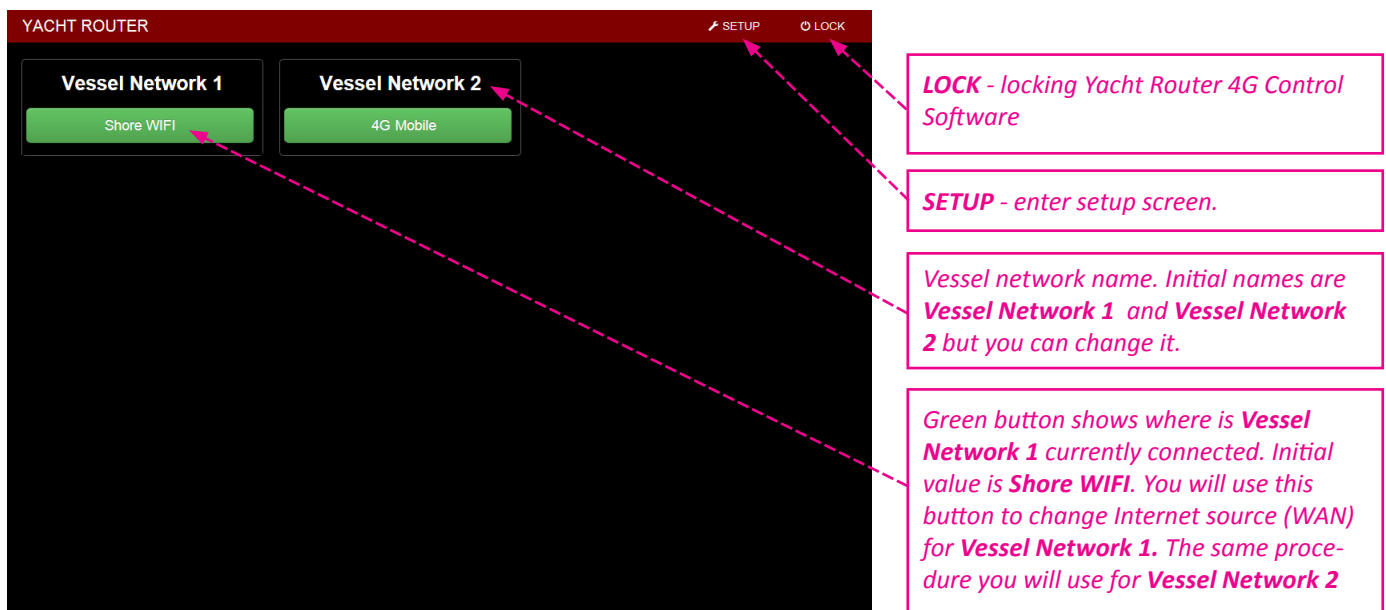 YACHT ROUTER
SETUP
LOCK
Vessel Network 1
Shore WIFI
Vessel Network 2
4G Mobile
LOCK - locking Yacht Router 4G Control
Software
SETUP - enter setup screen.
Vessel network name. Initial names are
Vessel Network 1 and Vessel Network
2 but you can change it.
Green button shows where is Vessel
Network 1 currently connected. Initial
value is Shore WIFI. You will use this
button to change Internet source (WAN)
for Vessel Network 1. The same proce-
dure you will use for Vessel Network 2